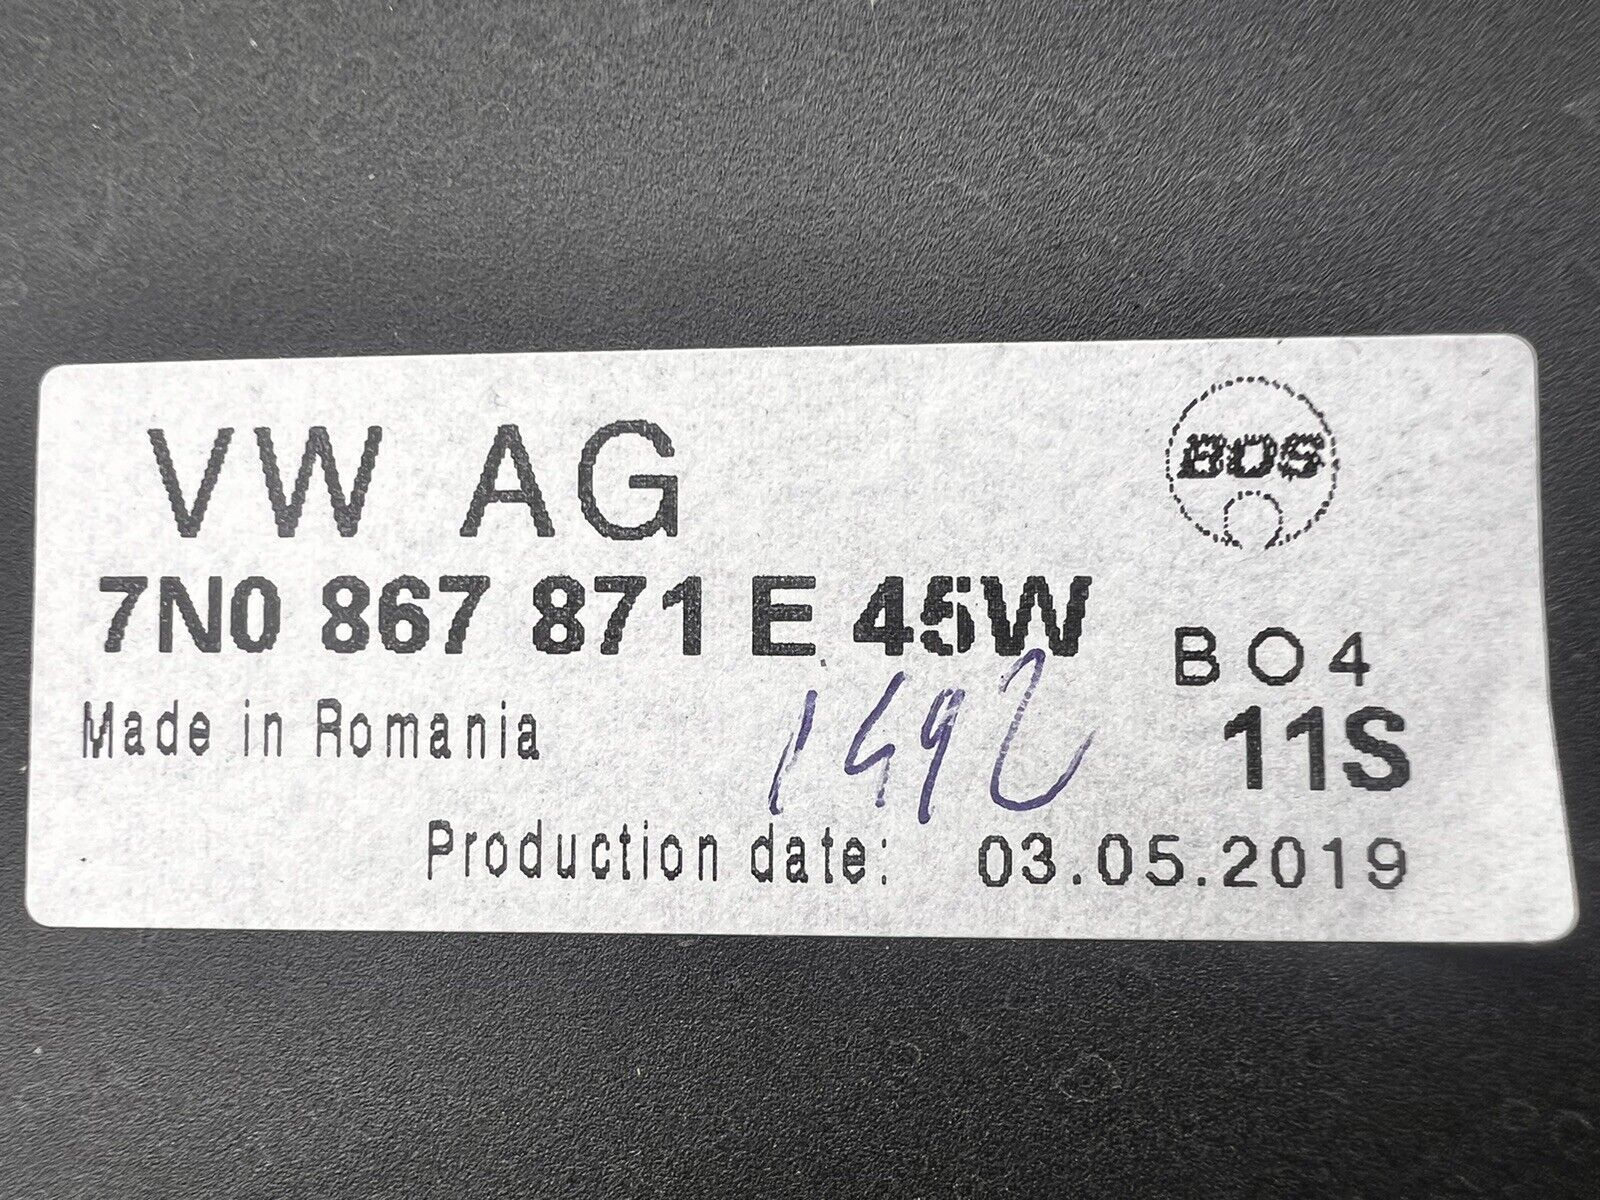 VW AG
BOS
7N0 867 871 E 45W
BO4
Made in Romania
1492
11S
Production date: 03.05.2019